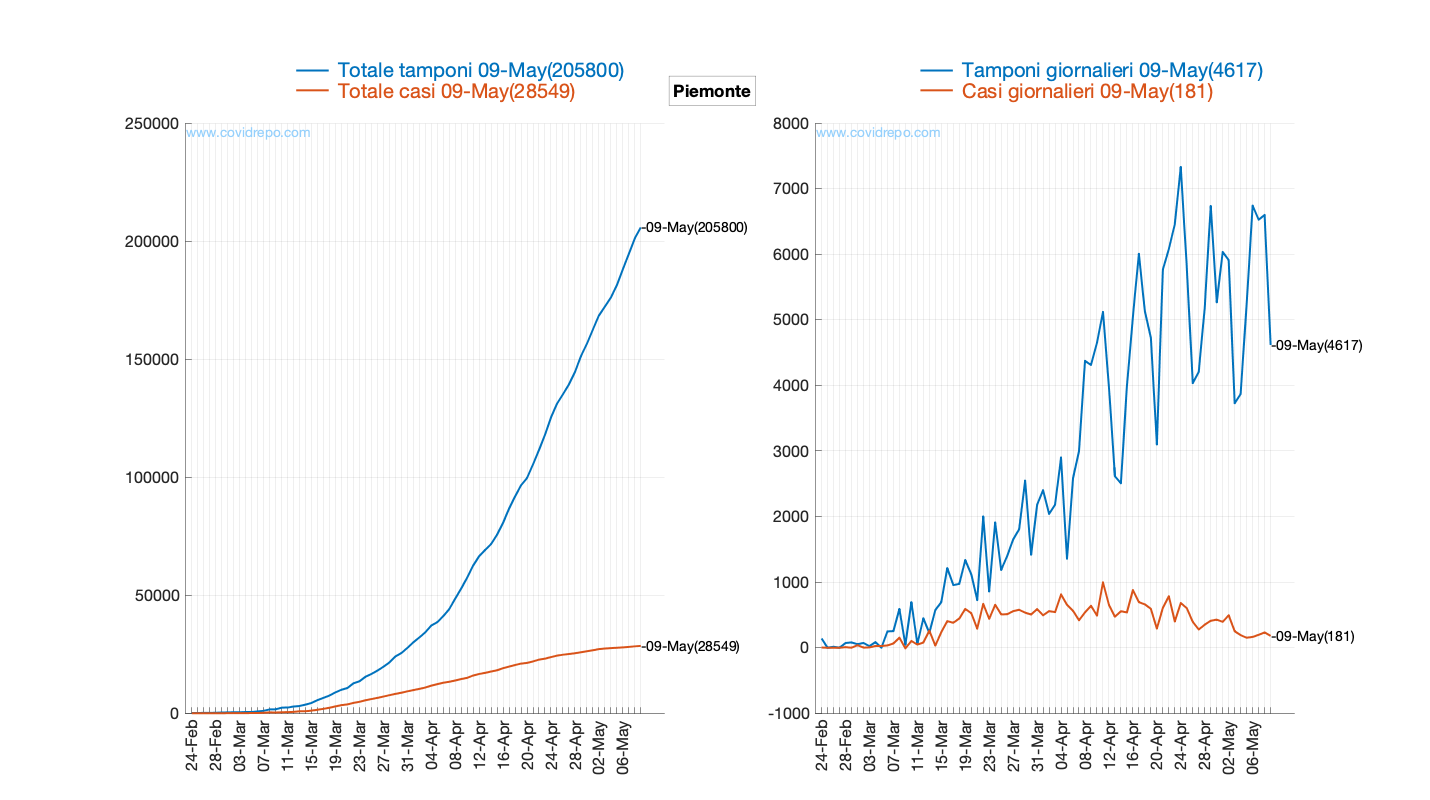 Totale tamponi 09-May(205800)
Totale casi 09-May(28549)
Piemonte
Tamponi giornalieri 09-May(4617)
Casi giornalieri 09-May(181)
www.covidrepo.com
250000
200000
150000
100000
50000
0
-09-May(205800)
-09-May(28549)
24-Feb
28-Feb
03-Mar
07-Mar
11-Mar
15-Mar
19-Mar
23-Mar
27-Mar
31-Mar
04-Apr
08-Apr
12-Apr
16-Apr
20-Apr
24-Apr
28-Apr
02-May
06-May
www.covidrepo.com
8000
7000
6000
5000
4000
3000
2000
1000
0
-1000
-09-May(4617)
-09-May(181)
24-Feb
28-Feb
03-Mar
07-Mar
11-Mar
15-Mar
19-Mar
23-Mar
27-Mar
31-Mar
04-Apr
08-Apr
12-Apr
16-Apr
20-Apr
24-Apr
28-Apr
02-May
06-May